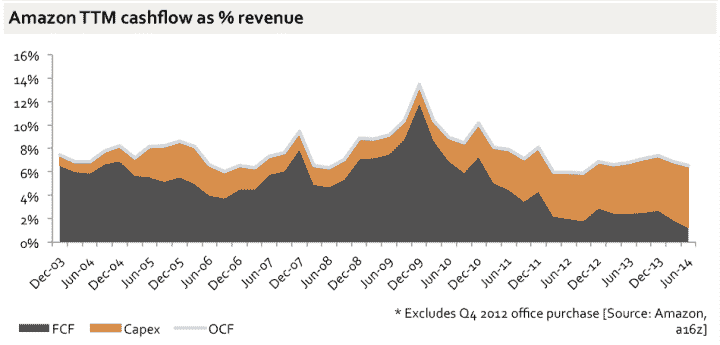 Amazon TTM cashflow as % revenue
16%
14%
12%
10%
8%
6%
4%
2%
0%
Dec-03
Jun-04
Dec-04
Jun-05
Dec-05
Jun-06
Dec-06
Jun-07
Dec-07
Jun-08
Dec-08
Jun-09
Dec-09
Jun-10
Dec-10
Jun-11
Dec-11
Jun-12
Dec-12
Jun-13
Dec-13
Jun-14
FCF
Capex
OCF
* Excludes Q4 2012 office purchase [Source: Amazon,
a16z]